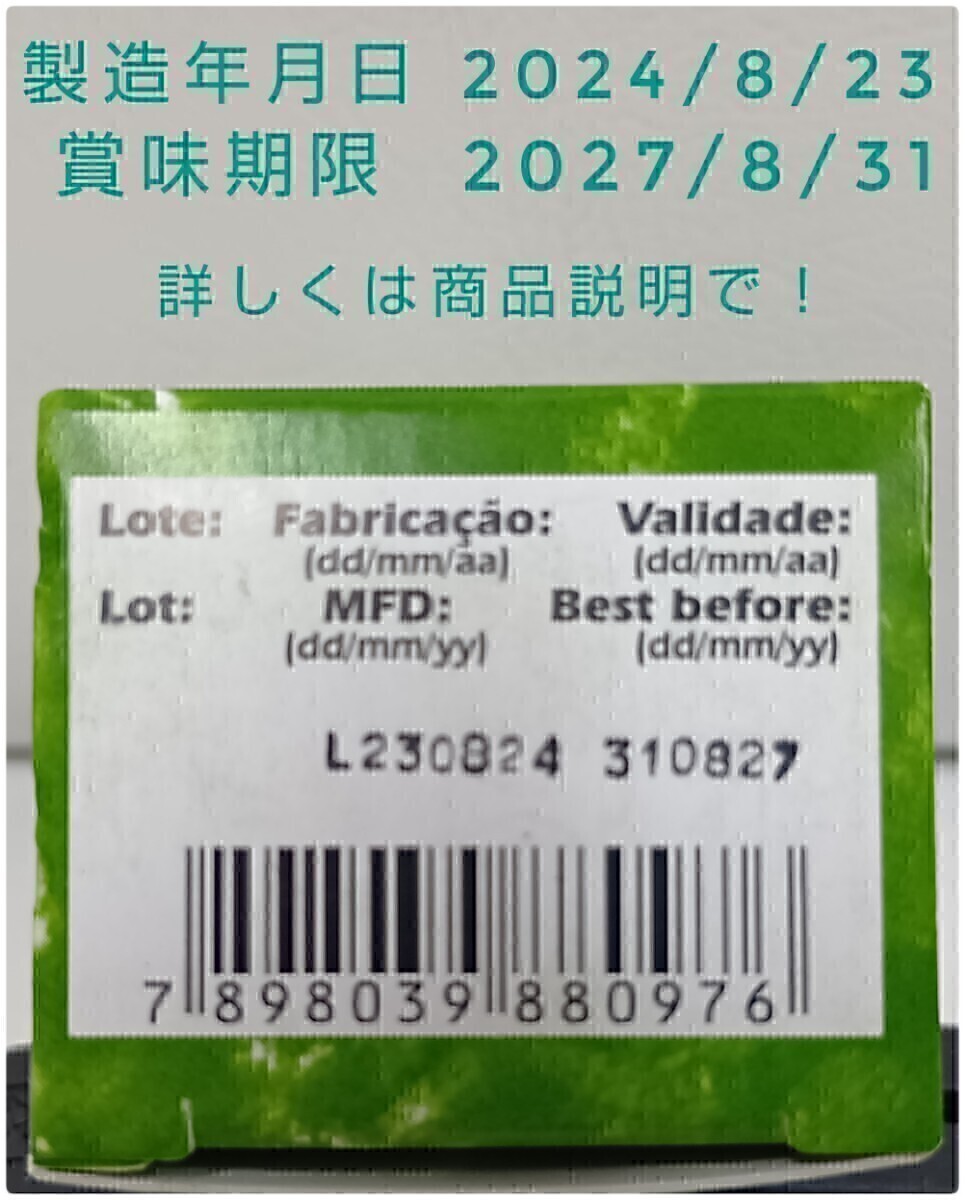 製造年月日 2024/8/23
賞味期限 2027/8/31
詳しくは商品説明で!
Lote: Fabricação: Validade:
(dd/mm/aa) (dd/mm/aa)
Lot: MFD: Best before:
(dd/mm/yy) (dd/mm/yy)
L230824 310827
7 898039 880976